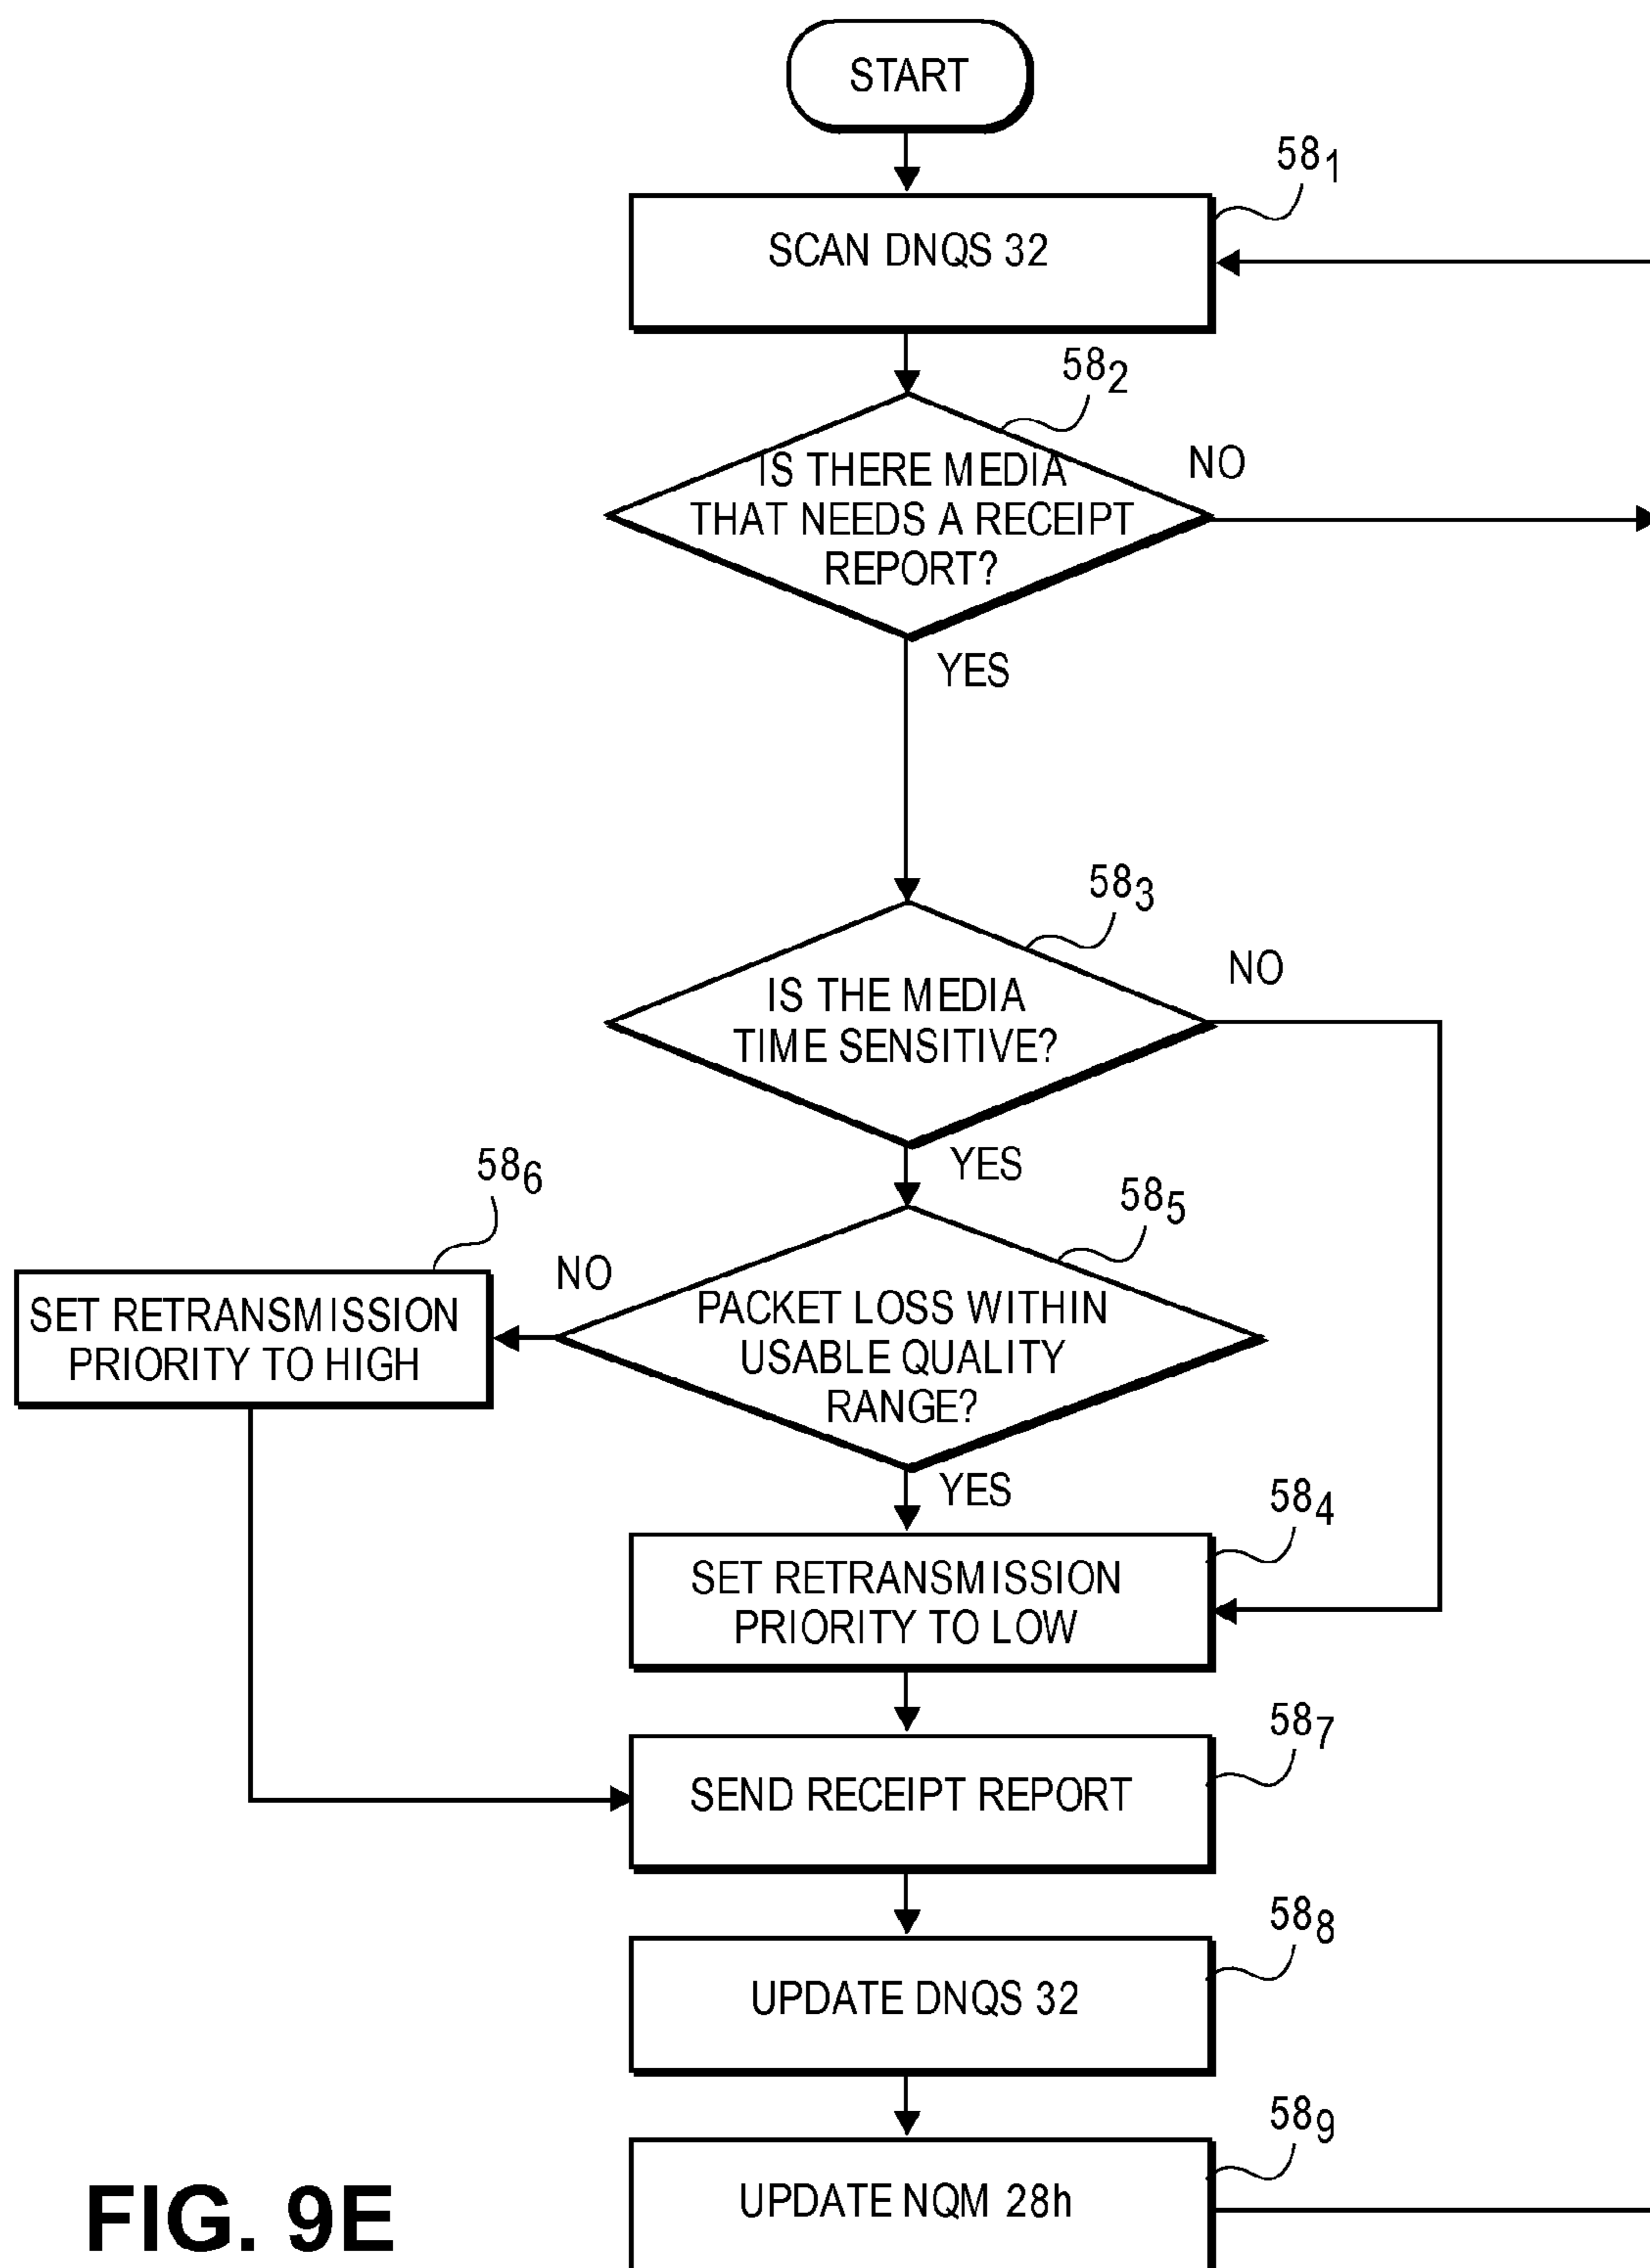 START
58₁
SCAN DNQS 32
58₂
IS THERE MEDIA
THAT NEEDS A RECEIPT
REPORT?
NO
YES
58₃
IS THE MEDIA
TIME SENSITIVE?
NO
YES
58₆
SET RETRANSMISSION
PRIORITY TO HIGH
NO
58₅
PACKET LOSS WITHIN
USABLE QUALITY
RANGE?
YES
58₄
SET RETRANSMISSION
PRIORITY TO LOW
58₇
SEND RECEIPT REPORT
58₈
UPDATE DNQS 32
58₉
UPDATE NQM 28h
FIG. 9E